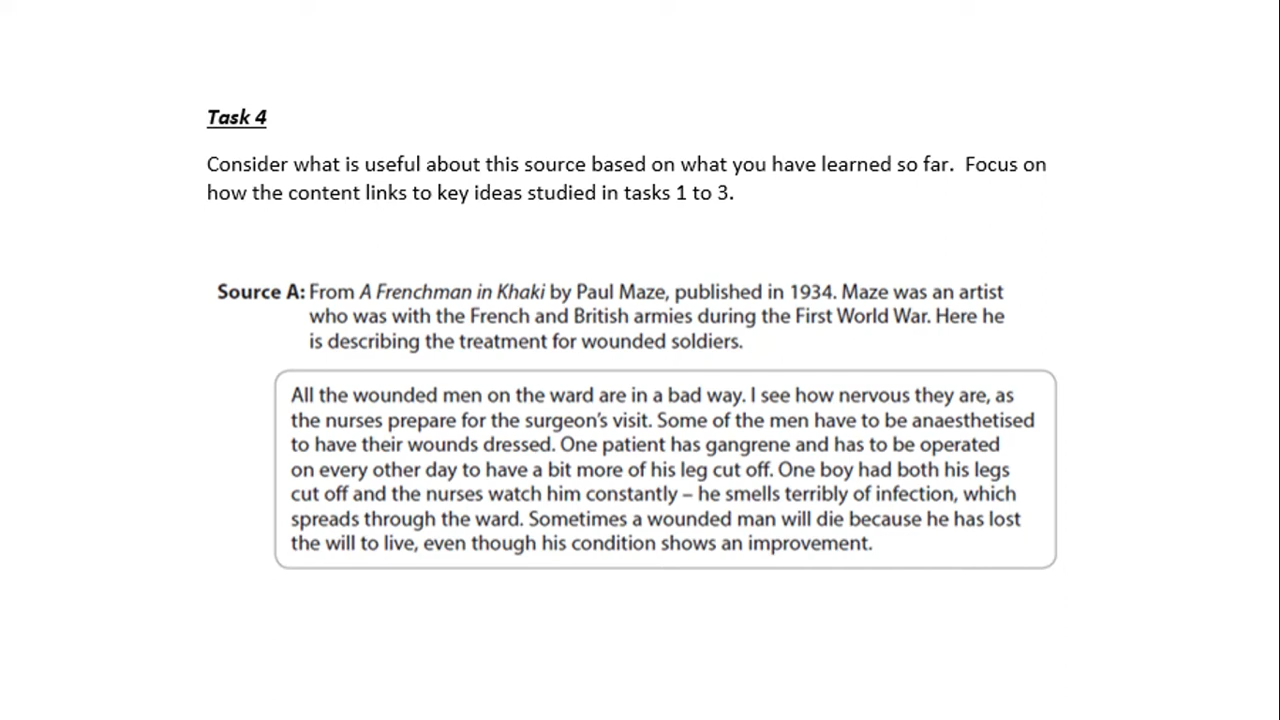 Task 4
Consider what is useful about this source based on what you have learned so far.  Focus on
how the content links to key ideas studied in tasks 1 to 3.
Source A: From A Frenchman in Khaki by Paul Maze, published in 1934. Maze was an artist
who was with the French and British armies during the First World War. Here he
is describing the treatment for wounded soldiers.
All the wounded men on the ward are in a bad way. I see how nervous they are, as
the nurses prepare for the surgeon's visit. Some of the men have to be anaesthetised
to have their wounds dressed. One patient has gangrene and has to be operated
on every other day to have a bit more of his leg cut off. One boy had both his legs
cut off and the nurses watch him constantly – he smells terribly of infection, which
spreads through the ward. Sometimes a wounded man will die because he has lost
the will to live, even though his condition shows an improvement.